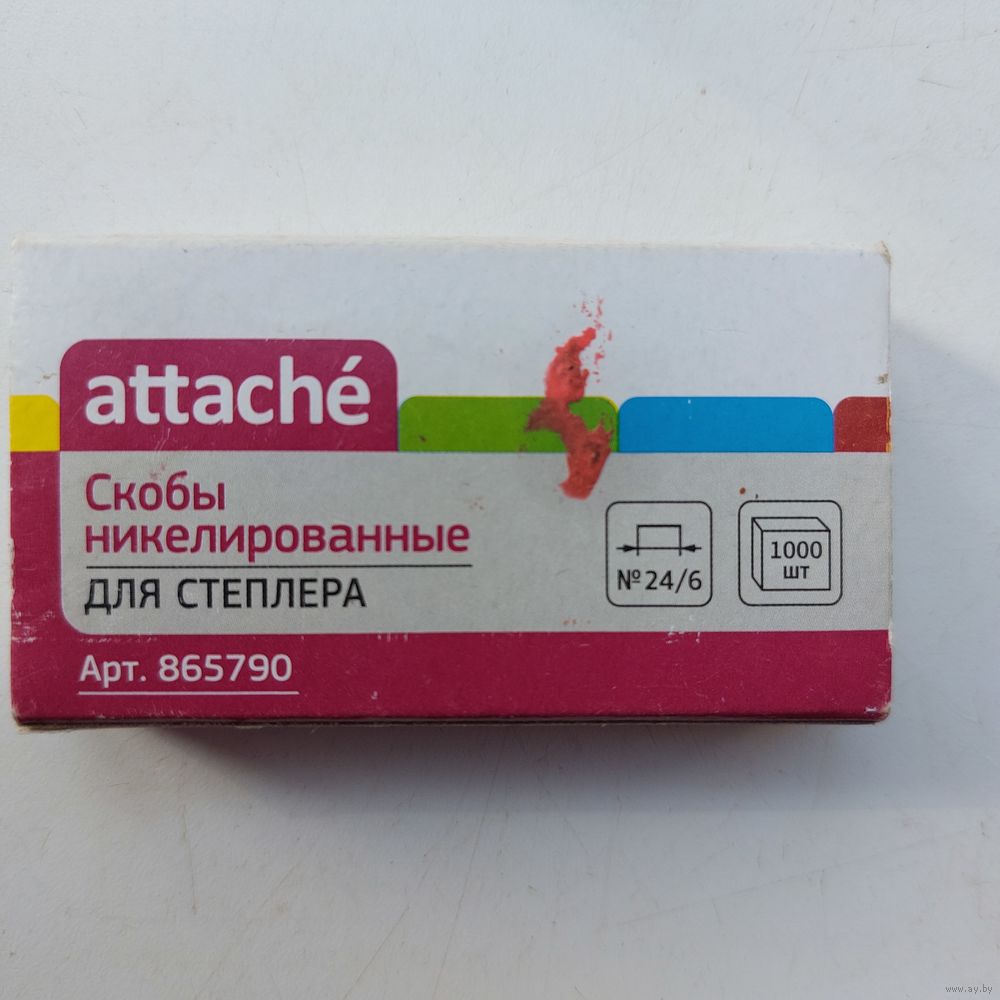 attaché
Скобы
никелированные
ДЛЯ СТЕПЛЕРА
№24/6
1000
шт
Арт. 865790
www.ay.by